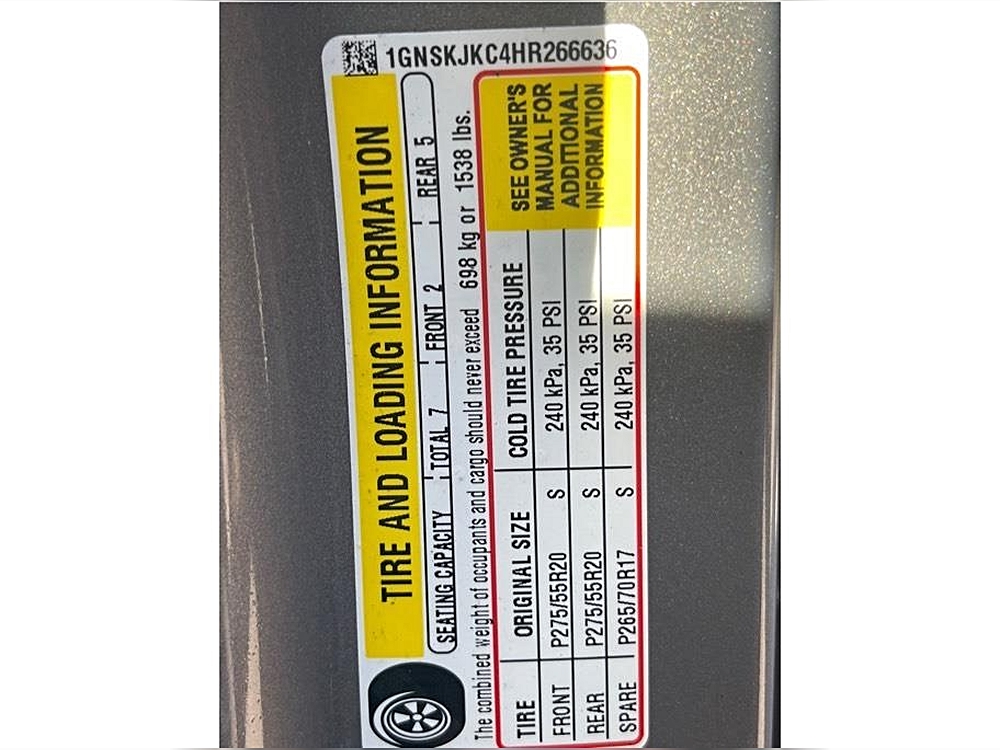 1GNSKJKC4HR266636
TIRE AND LOADING INFORMATION
SEATING CAPACITY TOTAL 7 FRONT 2 REAR 5
The combined weight of occupants and cargo should never exceed 698 kg or 1538 lbs.
TIRE ORIGINAL SIZE COLD TIRE PRESSURE
FRONT P275/55R20 S 240 kPa, 35 PSI
REAR P275/55R20 S 240 kPa, 35 PSI
SPARE P265/70R17 S 240 kPa, 35 PSI
SEE OWNER'S
MANUAL FOR
ADDITIONAL
INFORMATION